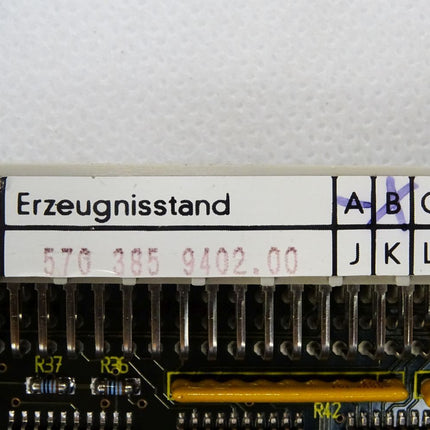 Erzeugnisstand A B C
570 385 9402.00 J K L
R37 R36
R42